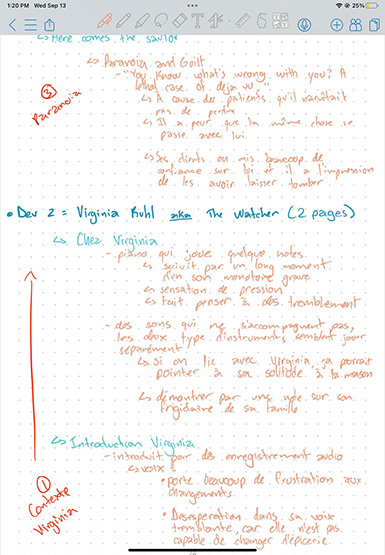 1:20 PM Wed Sep 13
25%
↳ Here comes the savior
↳ Paranoia and Guilt
- "You know what's wrong with you? A
lethal case of deja vu"
③ Paranoia
↳ À cause des patients qu'il
pas de perdre
↳ Il a peur que la même chose se
passe avec lui.
↳ Ses clients on mis beaucoup de
confiance sur lui et il a l'impression
de les avoir laisser tomber
• Dev 2 = Virginia Kuhl aka The Watcher (2 pages)
↳ Chez Virginia
- piano qui joue quelque notes.
↳ suivit par un long moment
d'un son monotone grave
↳ sensation de pression
↳ fait penser à des tremblement
- des sons qui ne s'accompagnent pas,
les deux type d'instruments semblent jouer
séparément
↳ si on lie avec Virginia ça pourrait
pointer à sa solitude à la maison
↳ démontrer par une note sur son
frigidaire de sa famille
↳ Introduction Virginia
- introduit par des enregistrement audio
↳ voix
① Contexte Virginia
• porte beaucoup de frustration aux
changements.
• Desesperation dans sa voix
tremblante, car elle n'est pas
capable de changer d'épicerie.